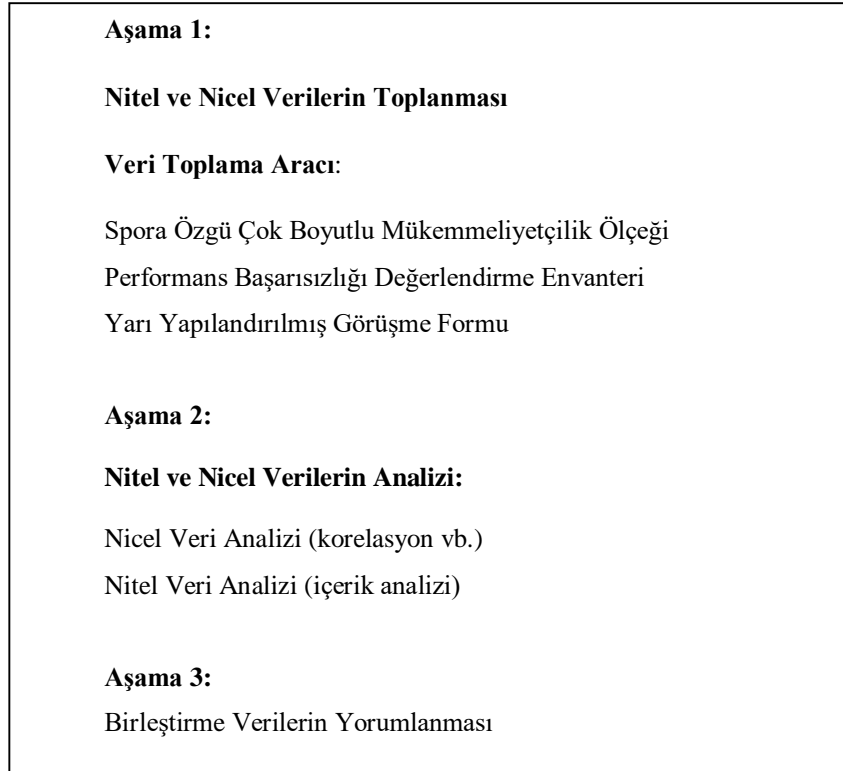 Aşama 1:
Nitel ve Nicel Verilerin Toplanması
Veri Toplama Aracı:
Spora Özgü Çok Boyutlu Mükemmeliyetçilik Ölçeği
Performans Başarısızlığı Değerlendirme Envanteri
Yarı Yapılandırılmış Görüşme Formu
Aşama 2:
Nitel ve Nicel Verilerin Analizi:
Nicel Veri Analizi (korelasyon vb.)
Nitel Veri Analizi (içerik analizi)
Aşama 3:
Birleştirme Verilerin Yorumlanması